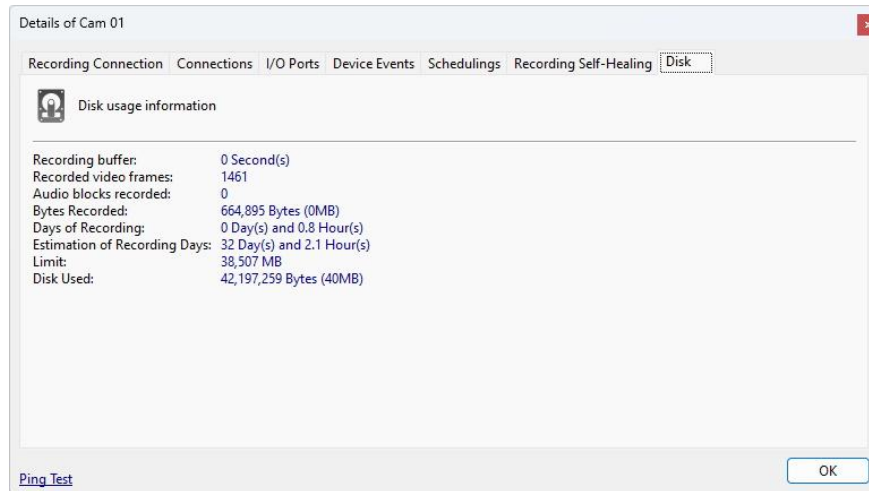 Details of Cam 01
Recording Connection Connections I/O Ports Device Events Schedulings Recording Self-Healing Disk
Disk usage information
Recording buffer: 0 Second(s)
Recorded video frames: 1461
Audio blocks recorded: 0
Bytes Recorded: 664,895 Bytes (0MB)
Days of Recording: 0 Day(s) and 0.8 Hour(s)
Estimation of Recording Days: 32 Day(s) and 2.1 Hour(s)
Limit: 38,507 MB
Disk Used: 42,197,259 Bytes (40MB)
Ping Test OK